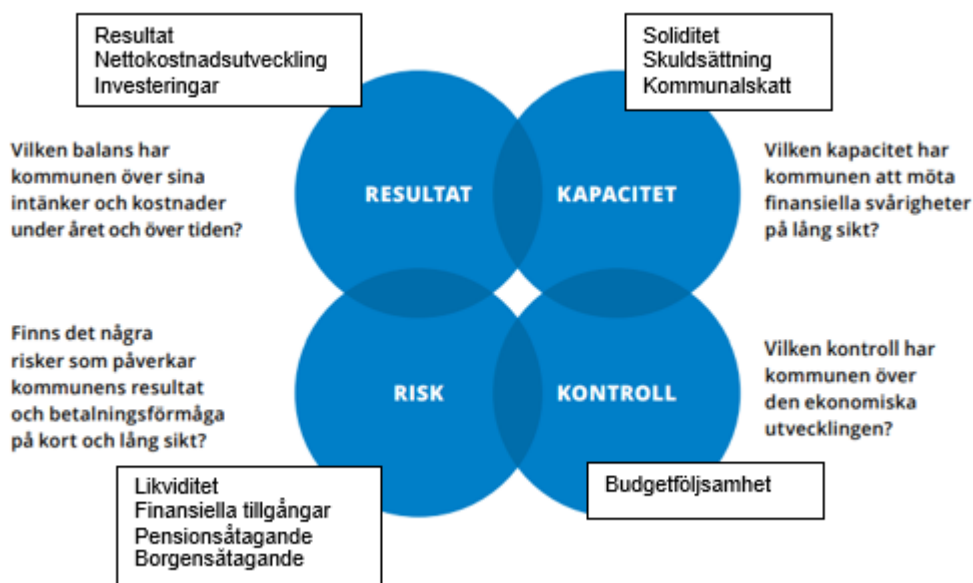 Resultat
Nettokostnadsutveckling
Investeringar
Soliditet
Skuldsättning
Kommunalskatt
Vilken balans har
kommunen över sina
intänker och kostnader
under året och över tiden?
RESULTAT
KAPACITET
Vilken kapacitet har
kommunen att möta
finansiella svårigheter
på lång sikt?
Finns det några
risker som påverkar
kommunens resultat
och betalningsförmåga
på kort och lång sikt?
RISK
KONTROLL
Vilken kontroll har
kommunen över
den ekonomiska
utvecklingen?
Likviditet
Finansiella tillgångar
Pensionsåtagande
Borgensåtagande
Budgetföljsamhet